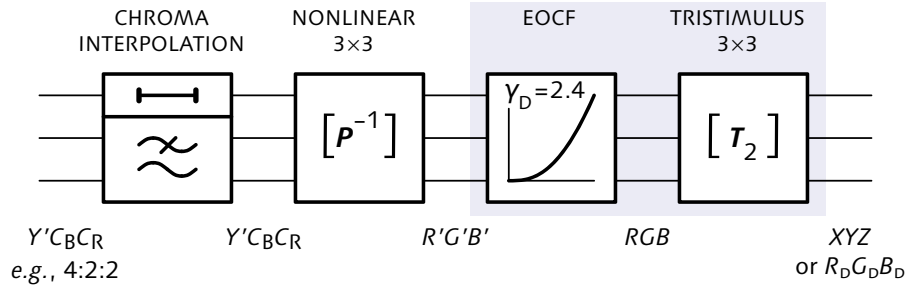 CHROMA INTERPOLATION
NONLINEAR 3×3
EOCF
TRISTIMULUS 3×3
[P⁻¹]
γD=2.4
[T₂]
Y'CBCR
e.g., 4:2:2
Y'CBCR
R'G'B'
RGB
XYZ
or RDGDBD